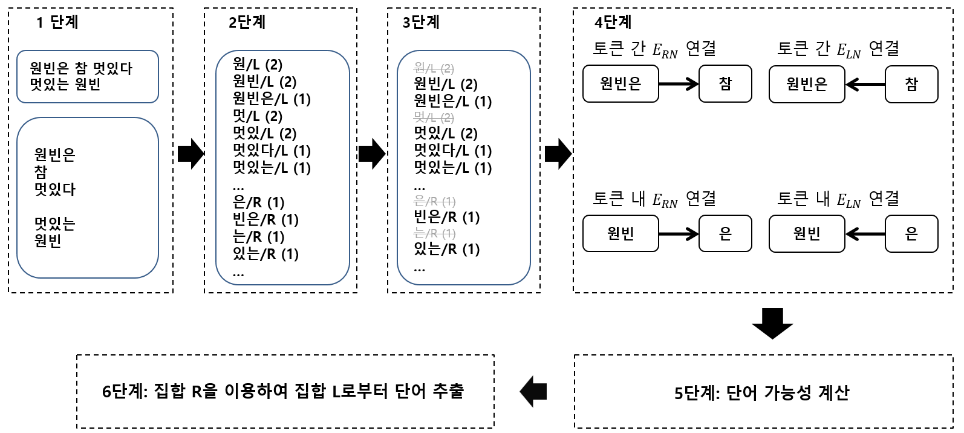 1 단계
원빈은 참 멋있다
멋있는 원빈
원빈은
참
멋있다
멋있는
원빈
2단계
원/L (2)
원빈/L (2)
원빈은/L (1)
멋/L (2)
멋있/L (2)
멋있다/L (1)
멋있는/L (1)
...
은/R (1)
빈은/R (1)
는/R (1)
있는/R (1)
...
3단계
원/L (2)
원빈/L (2)
원빈은/L (1)
멋/L (2)
멋있/L (2)
멋있다/L (1)
멋있는/L (1)
...
은/R (1)
빈은/R (1)
는/R (1)
있는/R (1)
...
4단계
토큰 간 E_RN 연결
원빈은 참
토큰 간 E_LN 연결
원빈은 참
토큰 내 E_RN 연결
원빈 은
토큰 내 E_LN 연결
원빈 은
5단계: 단어 가능성 계산
6단계: 집합 R을 이용하여 집합 L로부터 단어 추출